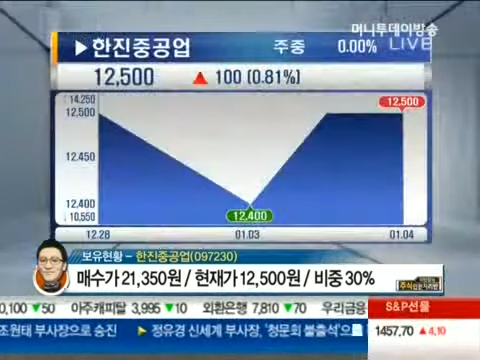 머니투데이방송
LIVE
▶한진중공업 주중 0.00%
12,500 ▲ 100 (0.81%)
14,250
12,500
12,500
12,450
12,400
12,400
10,550
12.28 01.03 01.04
보유현황 - 한진중공업(097230)
매수가 21,350원 / 현재가 12,500원 / 비중 30%
0,100 ▼50 아주캐피탈 3,995 ▼10 외환은행 7,810 ▼70 우리금융
S&P선물
조원태 부사장으로 승진 ▶ 정유경 신세계 부사장, '청문회 불출석'으
1457.70 ▲4.10